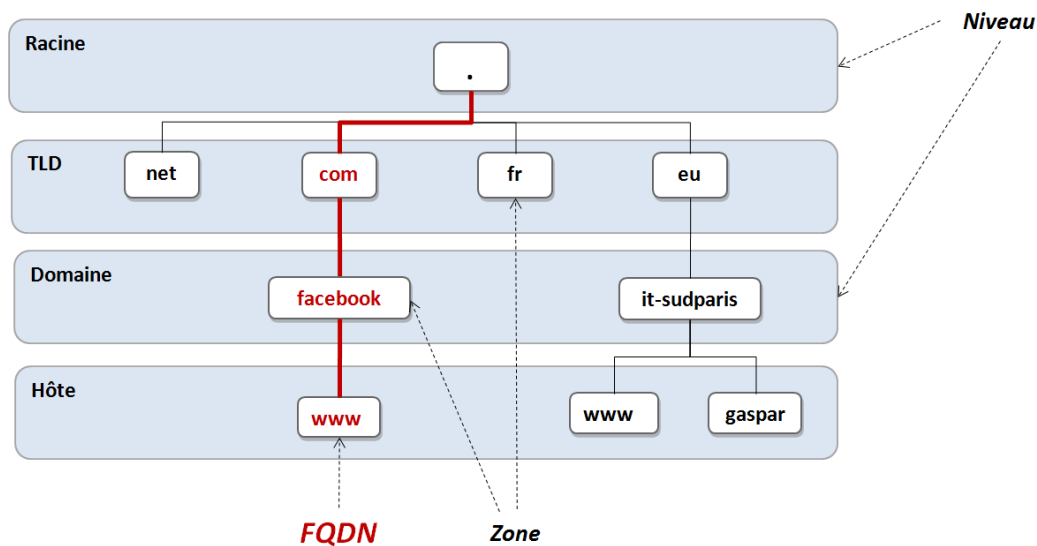 Niveau
Racine
.
TLD
net
com
fr
eu
Domaine
facebook
it-sudparis
Hôte
www
www
gaspar
FQDN
Zone